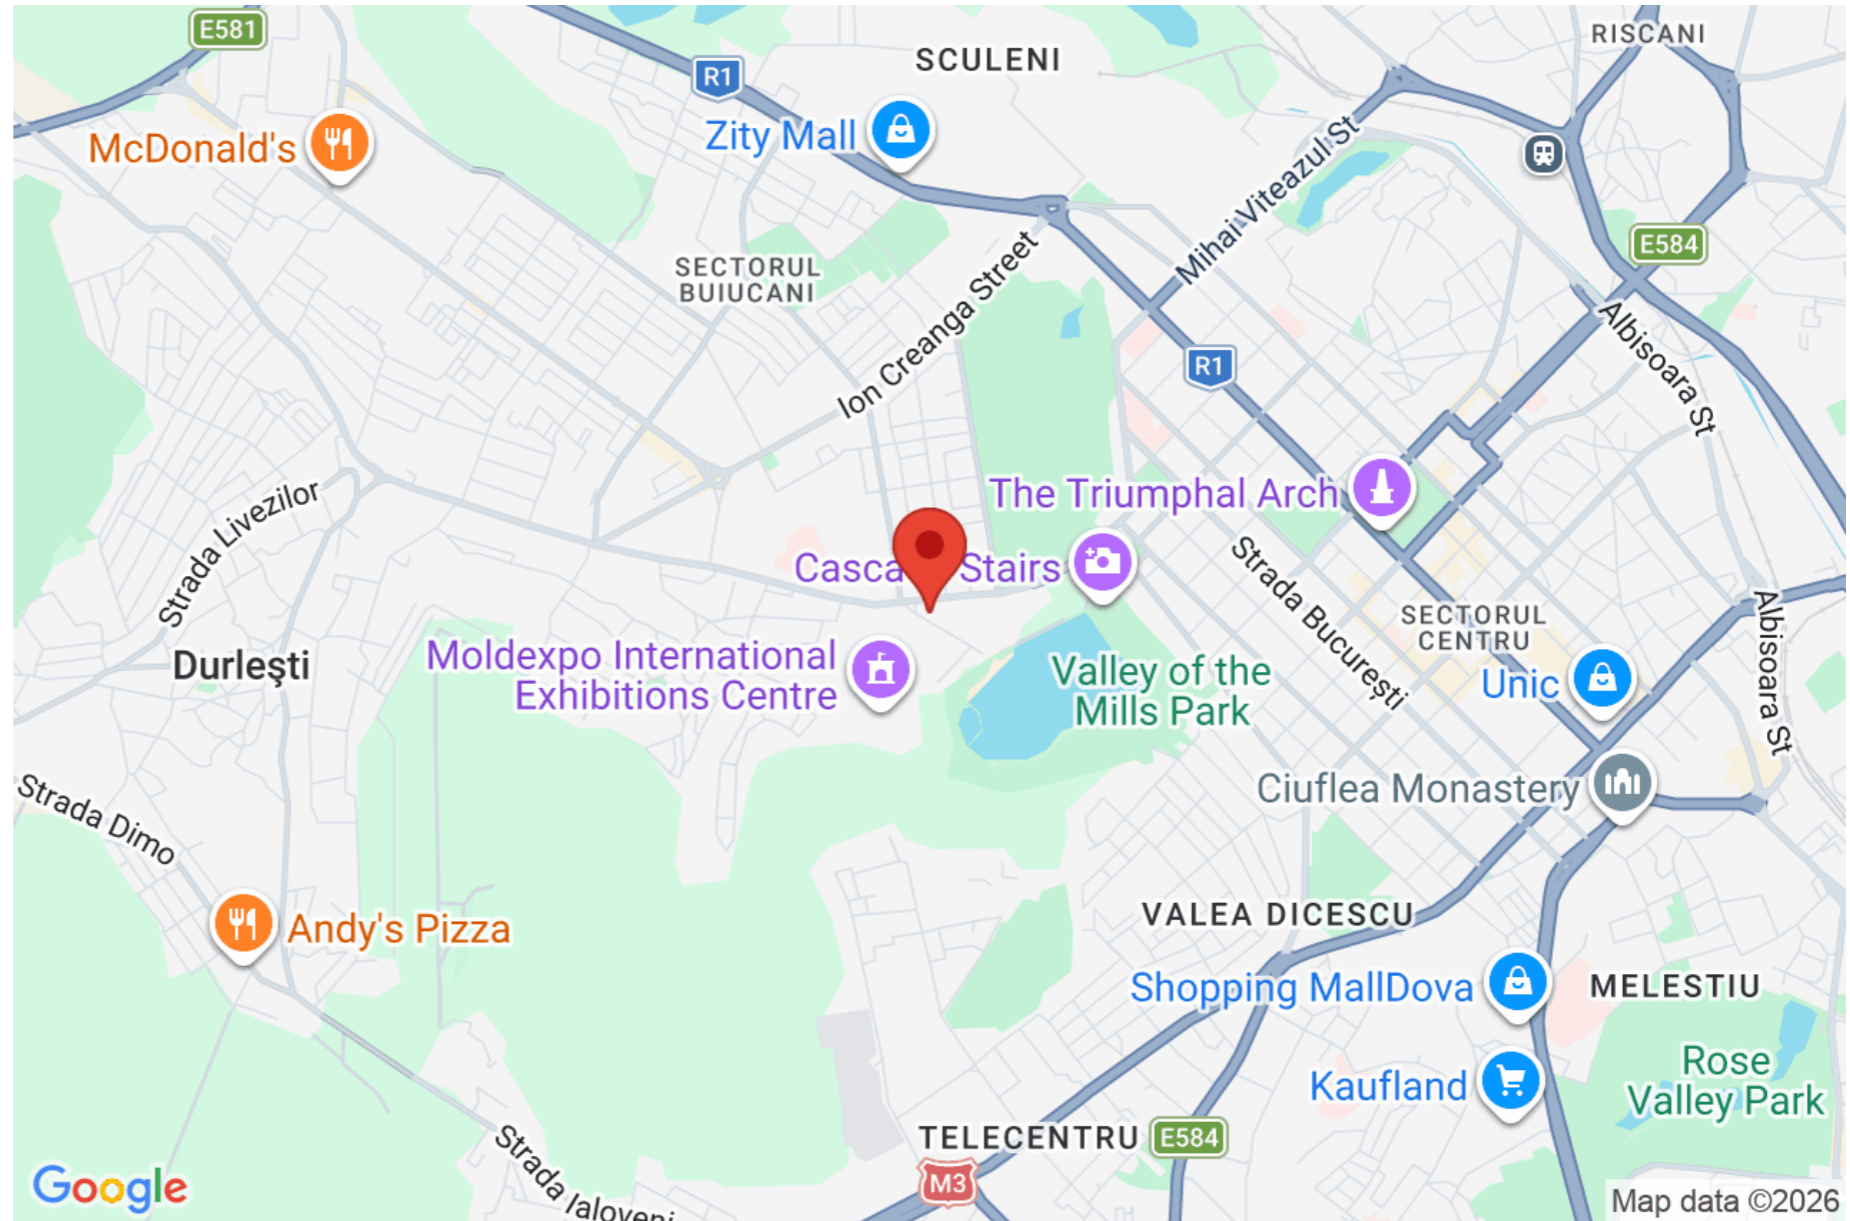 E581
SCULENI
RISCANI
R1
McDonald's
Zity Mall
Mihai Viteazul St
E584
SECTORUL
BUIUCANI
Ion Creanga Street
Albisoara St
R1
Strada Livezilor
The Triumphal Arch
Stairs
Strada București
SECTORUL
CENTRU
Albisoara St
Durleşti
Moldexpo International
Exhibitions Centre
Valley of the
Mills Park
Unic
Strada Dimo
Ciuflea Monastery
Andy's Pizza
VALEA DICESCU
Shopping MallDova
MELESTIU
Kaufland
Rose
Valley Park
TELECENTRU
E584
M3
Strada Ialoveni
Google
Map data ©2026